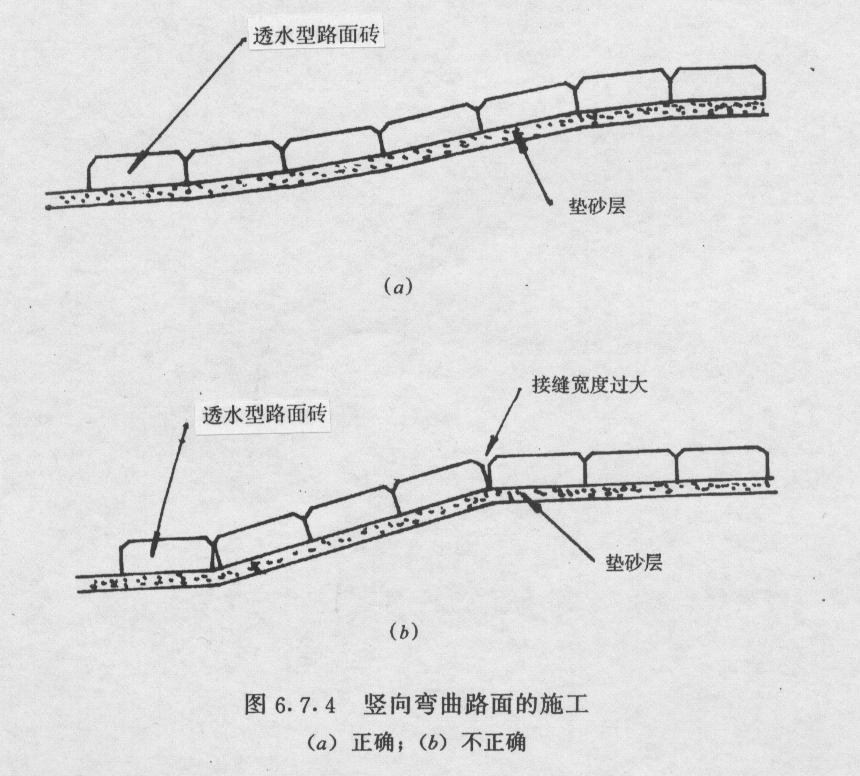 透水型路面砖
垫砂层
(a)
接缝宽度过大
透水型路面砖
垫砂层
(b)
图 6.7.4 竖向弯曲路面的施工
(a) 正确; (b) 不正确